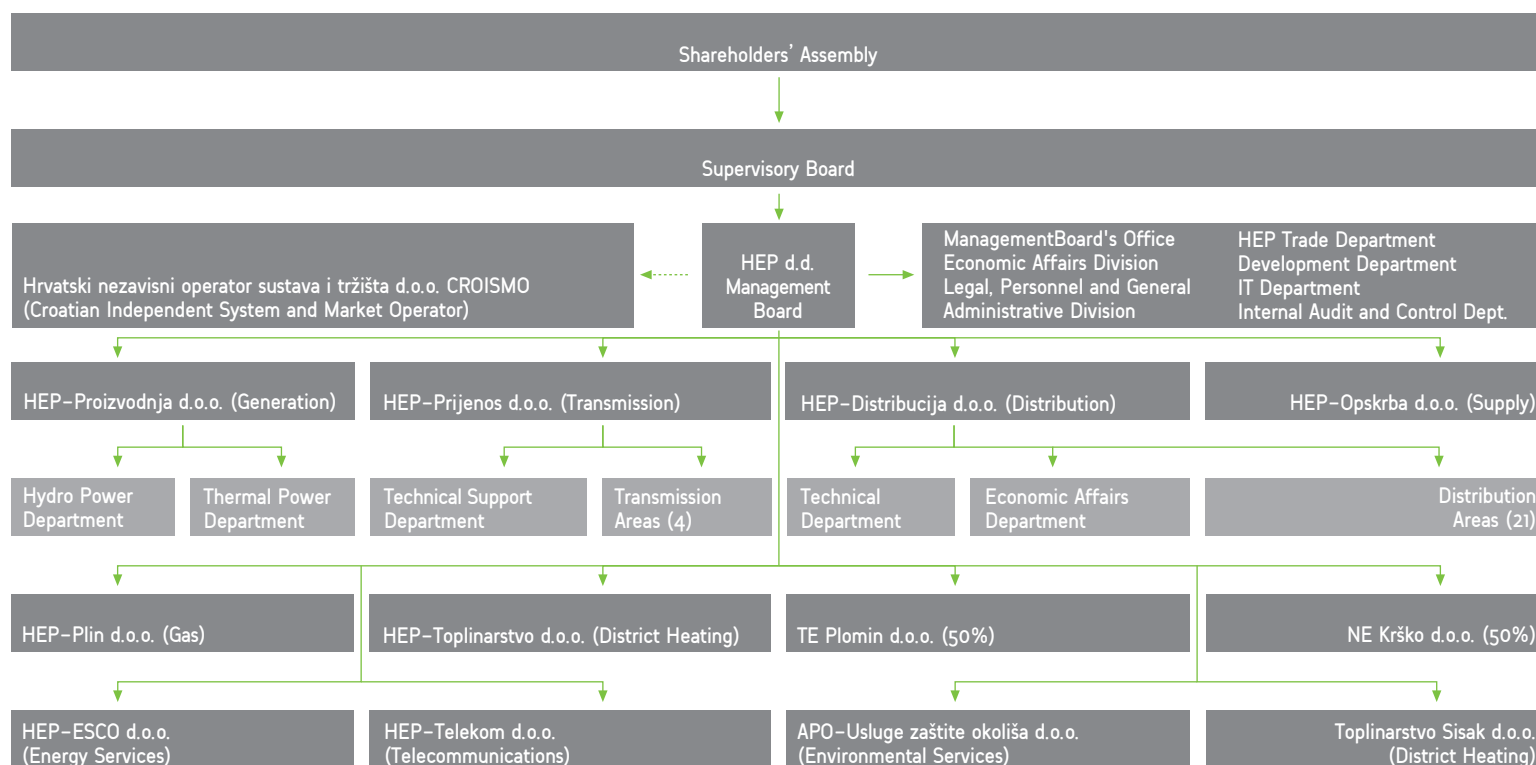 Shareholders’ Assembly
Supervisory Board
Hrvatski nezavisni operator sustava i tržišta d.o.o. CROISMO
(Croatian Independent System and Market Operator)
HEP d.d.
Management
Board
ManagementBoard's Office
Economic Affairs Division
Legal, Personnel and General
Administrative Division
HEP Trade Department
Development Department
IT Department
Internal Audit and Control Dept.
HEP–Proizvodnja d.o.o. (Generation)
HEP–Prijenos d.o.o. (Transmission)
HEP–Distribucija d.o.o. (Distribution)
HEP–Opskrba d.o.o. (Supply)
Hydro Power
Department
Thermal Power
Department
Technical Support
Department
Transmission
Areas (4)
Technical
Department
Economic Affairs
Department
Distribution
Areas (21)
HEP–Plin d.o.o. (Gas)
HEP–Toplinarstvo d.o.o. (District Heating)
TE Plomin d.o.o. (50%)
NE Krško d.o.o. (50%)
HEP–ESCO d.o.o.
(Energy Services)
HEP–Telekom d.o.o.
(Telecommunications)
APO–Usluge zaštite okoliša d.o.o.
(Environmental Services)
Toplinarstvo Sisak d.o.o.
(District Heating)